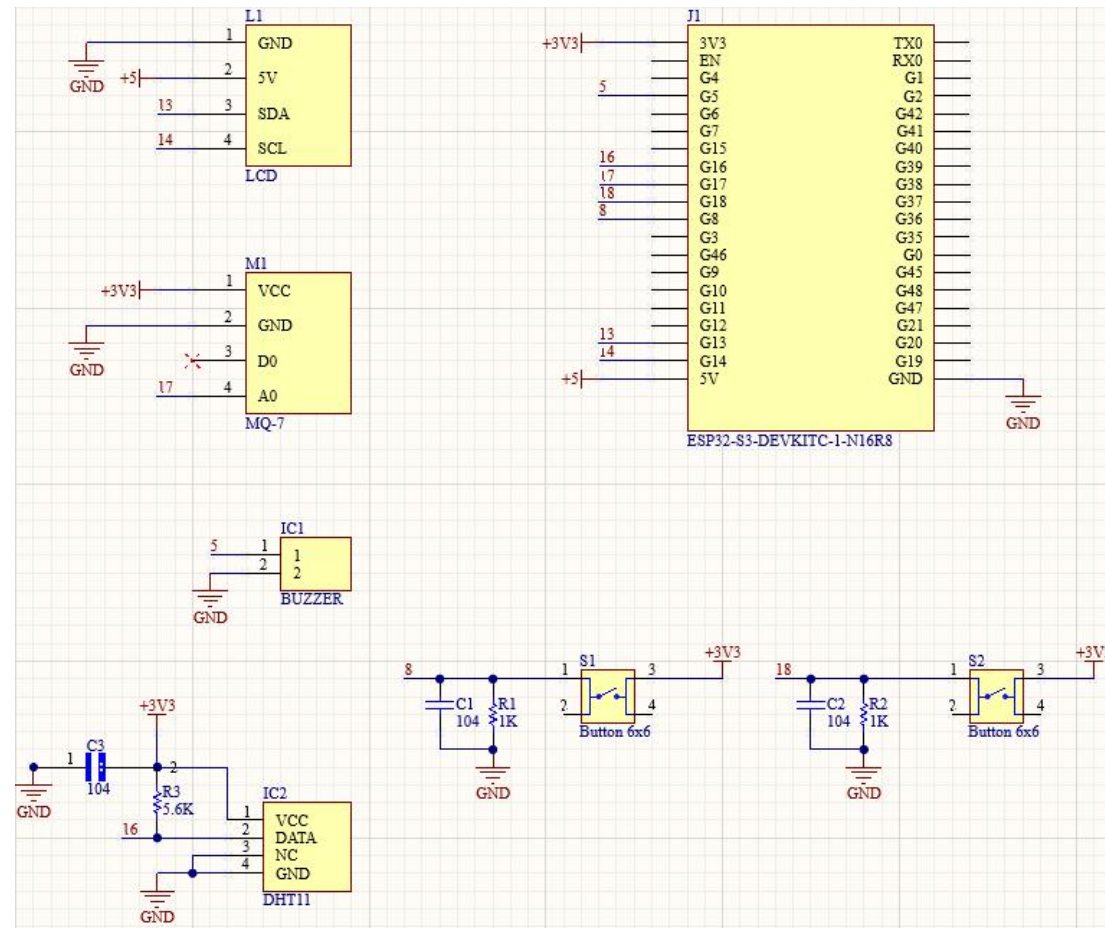 L1
1 GND
GND
+5 2 5V
13 3 SDA
14 4 SCL
LCD
M1
+3V3 1 VCC
2 GND
GND
3 D0
17 4 A0
MQ-7
J1
+3V3 3V3 TX0
EN RX0
G4 G1
5 G5 G2
G6 G42
G7 G41
G15 G40
16 G16 G39
17 G17 G38
18 G18 G37
8 G8 G36
G3 G35
G46 G0
G9 G45
G10 G48
G11 G47
G12 G21
13 G13 G20
14 G14 G19
+5 5V GND
GND
ESP32-S3-DEVKITC-1-N16R8
IC1
5 1 1
2 2
GND
BUZZER
8
C1
104
R1
1K
GND
S1
1 3
2 4
Button 6x6
+3V3
18
C2
104
R2
1K
GND
S2
1 3
2 4
Button 6x6
+3V
+3V3
C3
1 2
104
GND
R3
5.6K
16
IC2
1 VCC
2 DATA
3 NC
4 GND
DHT11
GND